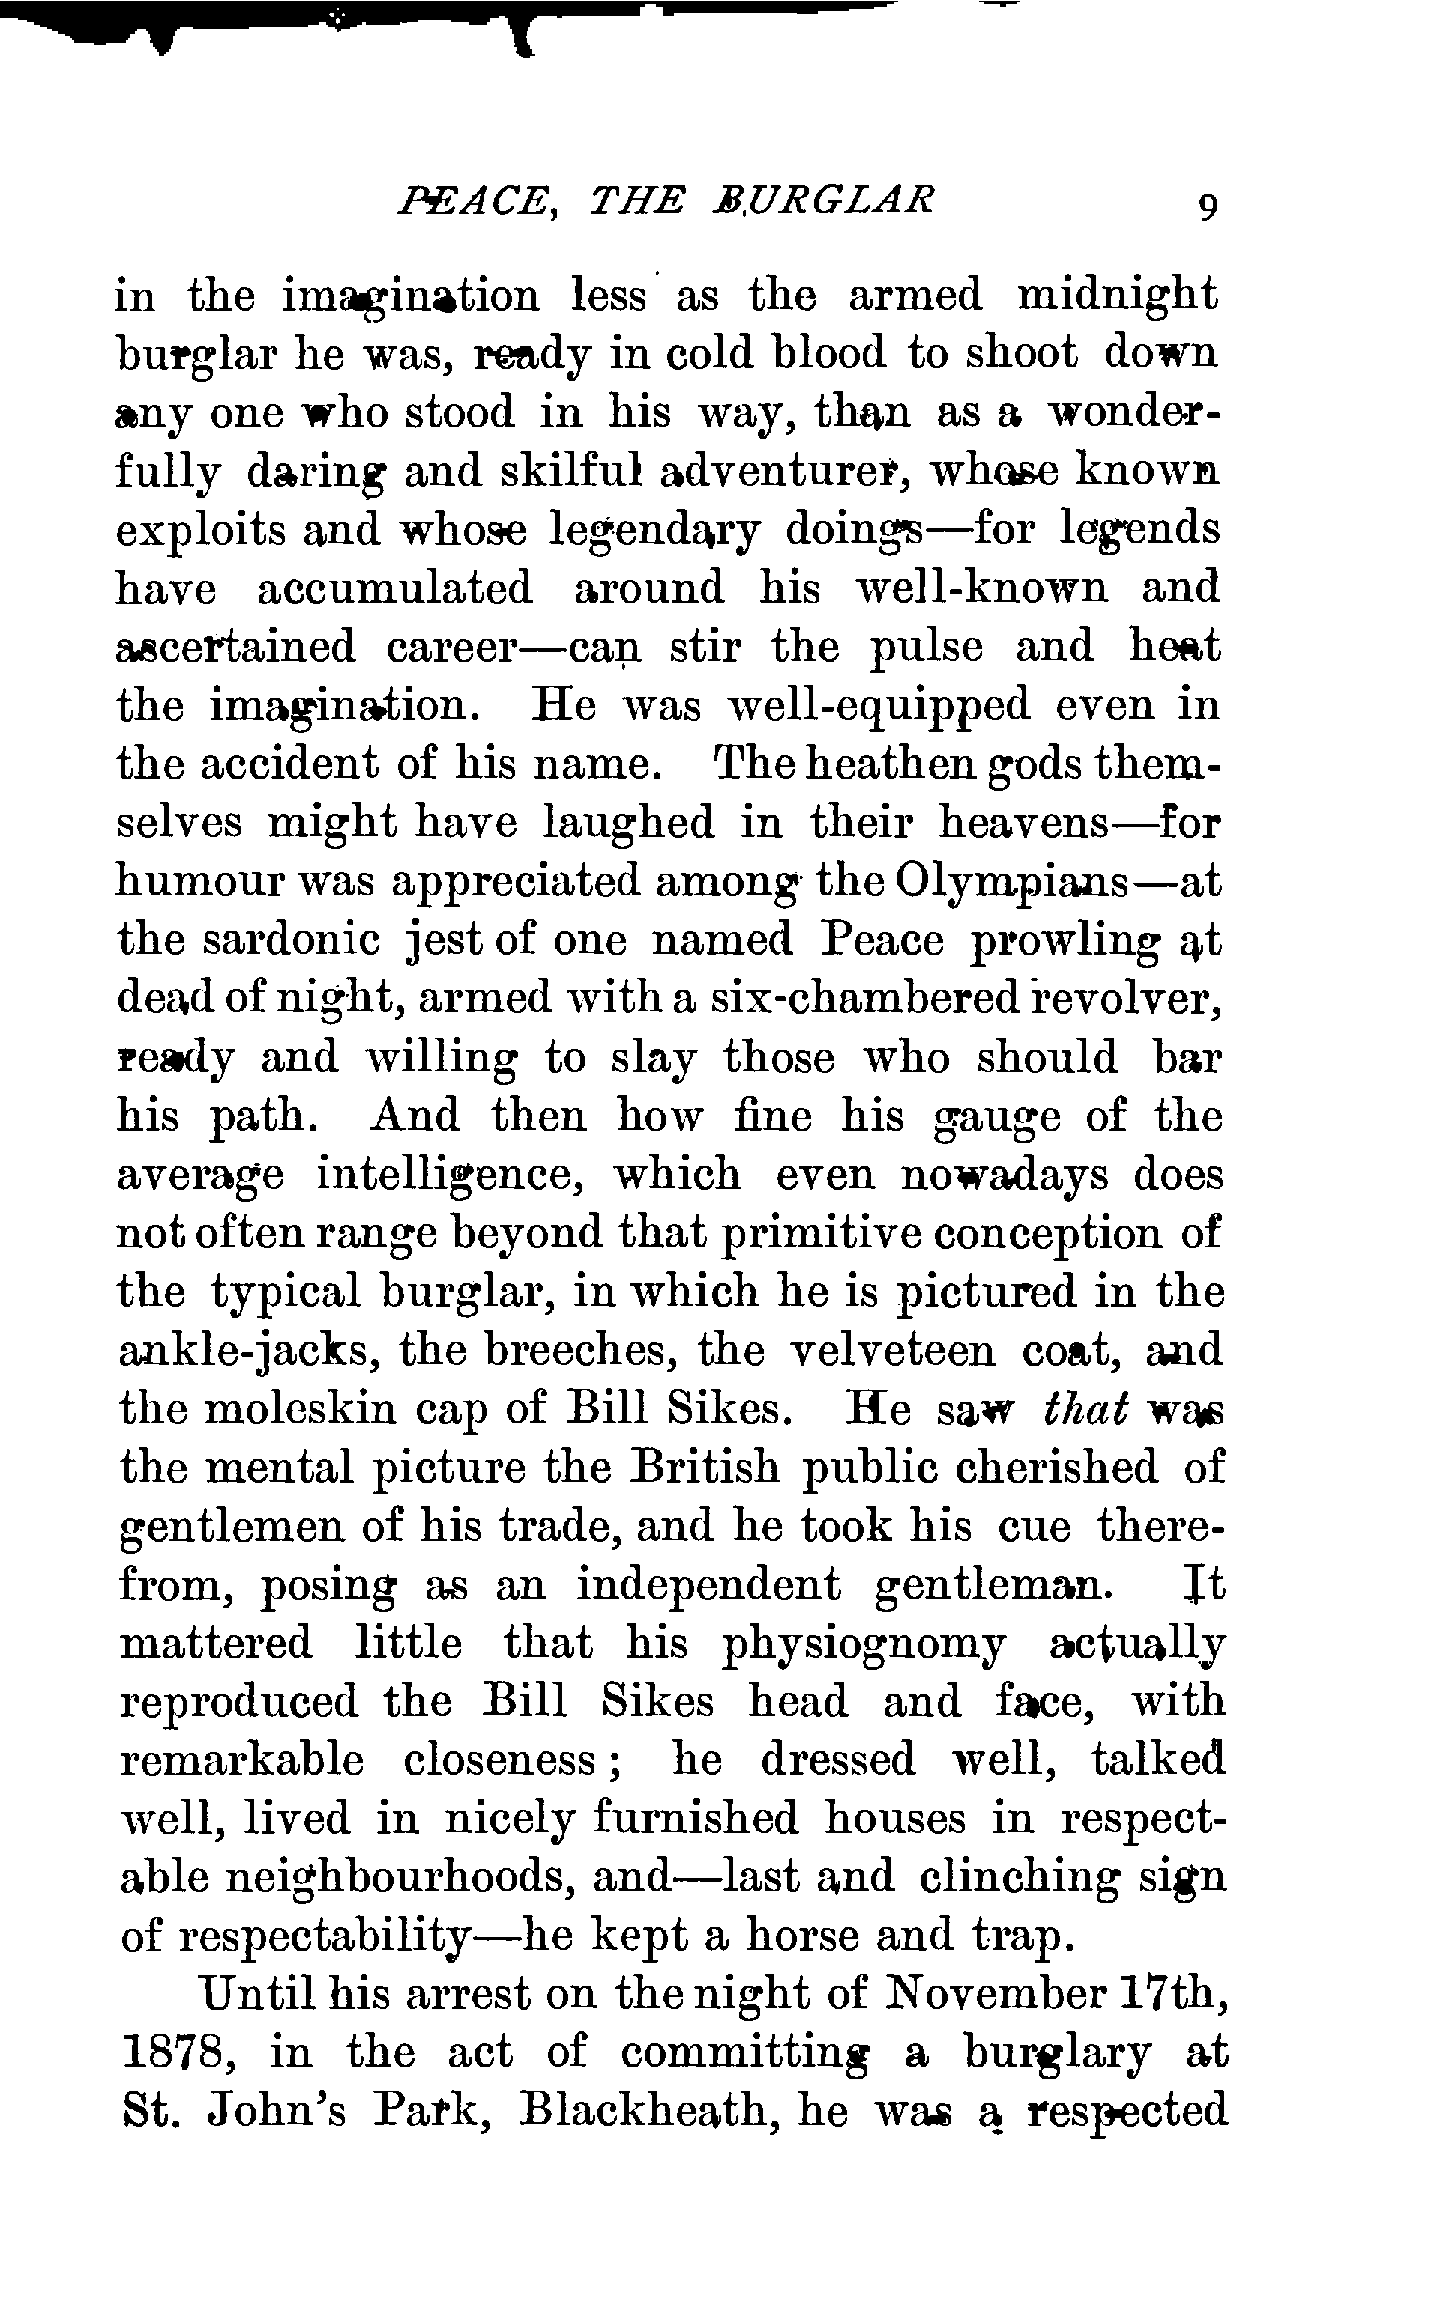 PEACE, THE BURGLAR 9
in the imagination less as the armed midnight
burglar he was, ready in cold blood to shoot down
any one who stood in his way, than as a wonder-
fully daring and skilful adventurer, whose known
exploits and whose legendary doings—for legends
have accumulated around his well-known and
ascertained career—can stir the pulse and heat
the imagination. He was well-equipped even in
the accident of his name. The heathen gods them-
selves might have laughed in their heavens—for
humour was appreciated among the Olympians—at
the sardonic jest of one named Peace prowling at
dead of night, armed with a six-chambered revolver,
ready and willing to slay those who should bar
his path. And then how fine his gauge of the
average intelligence, which even nowadays does
not often range beyond that primitive conception of
the typical burglar, in which he is pictured in the
ankle-jacks, the breeches, the velveteen coat, and
the moleskin cap of Bill Sikes. He saw that was
the mental picture the British public cherished of
gentlemen of his trade, and he took his cue there-
from, posing as an independent gentleman. It
mattered little that his physiognomy actually
reproduced the Bill Sikes head and face, with
remarkable closeness; he dressed well, talked
well, lived in nicely furnished houses in respect-
able neighbourhoods, and—last and clinching sign
of respectability—he kept a horse and trap.
Until his arrest on the night of November 17th,
1878, in the act of committing a burglary at
St. John's Park, Blackheath, he was a respected